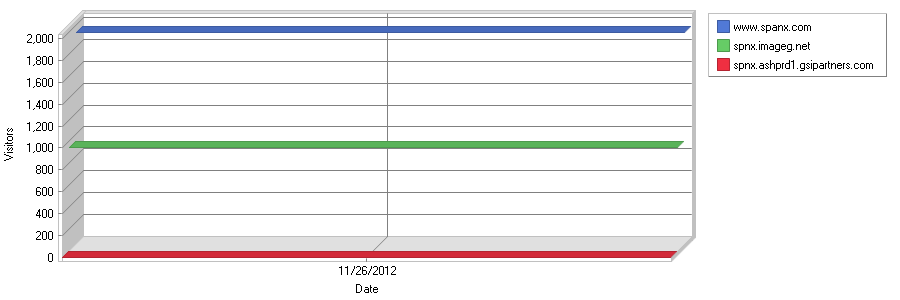 www.spanx.com
spnx.imageg.net
spnx.ashprd1.gsipartners.com
Visitors
2,000
1,800
1,600
1,400
1,200
1,000
800
600
400
200
0
11/26/2012
Date